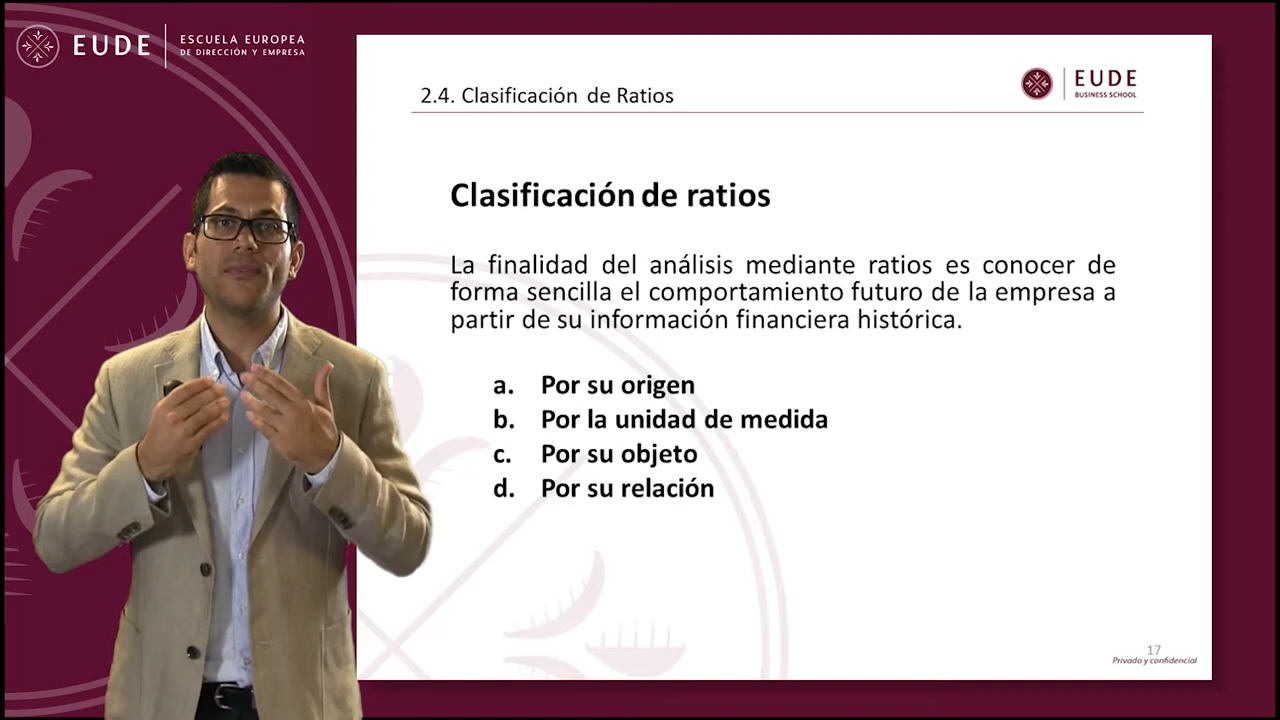 EUDE
ESCUELA EUROPEA
DE DIRECCIÓN Y EMPRESA
2.4. Clasificación de Ratios
EUDE
BUSINESS SCHOOL
Clasificación de ratios
La finalidad del análisis mediante ratios es conocer de
forma sencilla el comportamiento futuro de la empresa a
partir de su información financiera histórica.
a. Por su origen
b. Por la unidad de medida
c. Por su objeto
d. Por su relación
17
Privado y confidencial